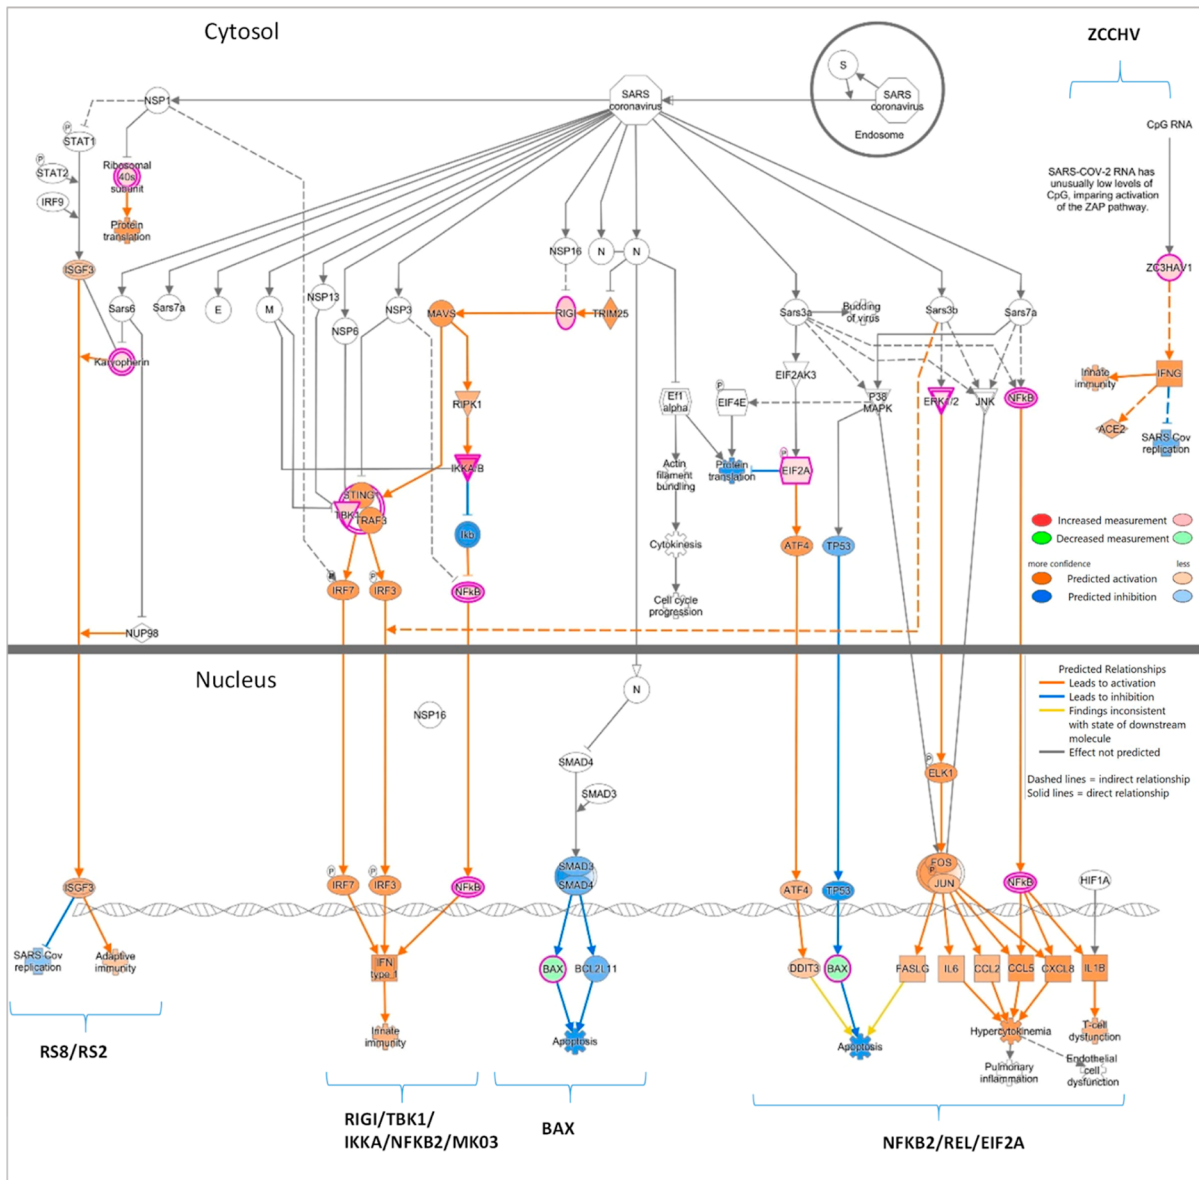 Cytosol
ZCCHV
S
SARS
coronavirus
Endosome
SARS
coronavirus
NSP1
P
STAT1
P
STAT2
IRF9
Ribosomal
40s
subunit
Protein
translation
CpG RNA
SARS-COV-2 RNA has
unusually low levels of
CpG, imparing activation
of the ZAP pathway.
ISGF3
Sars6
Sars7a
E
M
NSP13
NSP6
NSP3
MAVS
NSP16
N
N
RIGI
TRIM25
Sars3a
Budding
of virus
Sars3b
Sars7a
ZC3HAV1
Karyopherin
RIPK1
Ef1
alpha
P
EIF4E
EIF2AK3
P38
MAPK
ERK1/2
JNK
NFkB
Innate
immunity
IFNG
ACE2
SARS Cov
replication
IKKA/B
STING
TBK1
TRAF3
Ikb
Actin
filament
bundling
Protein
translation
P
EIF2A
Cytokinesis
ATF4
TP53
Cell cycle
progression
P
IRF7
P
IRF3
NFkB
NUP98
Increased measurement
Decreased measurement
more confidence
less
Predicted activation
Predicted inhibition
Nucleus
NSP16
N
SMAD4
SMAD3
Predicted Relationships
Leads to activation
Leads to inhibition
Findings inconsistent
with state of downstream
molecule
Effect not predicted
Dashed lines = indirect relationship
Solid lines = direct relationship
P
ELK1
ISGF3
P
IRF7
P
IRF3
NFkB
SMAD3
SMAD4
ATF4
TP53
FOS
P
JUN
NFkB
HIF1A
SARS Cov
replication
Adaptive
immunity
IFN
type 1
BAX
BCL2L11
DDIT3
BAX
FASLG
IL6
CCL2
CCL5
CXCL8
IL1B
Innate
immunity
Apoptosis
Apoptosis
Hypercytokinemia
T-cell
dysfunction
Pulmonary
inflammation
Endothelial
cell
dysfunction
RS8/RS2
RIGI/TBK1/
IKKA/NFKB2/MK03
BAX
NFKB2/REL/EIF2A